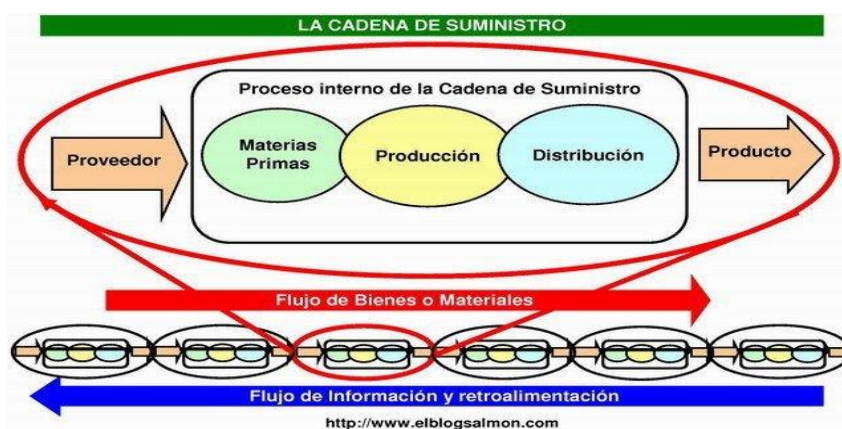 LA CADENA DE SUMINISTRO
Proceso interno de la Cadena de Suministro
Proveedor
Materias
Primas
Producción
Distribución
Producto
Flujo de Bienes o Materiales
Flujo de Información y retroalimentación
http://www.elblogsalmon.com